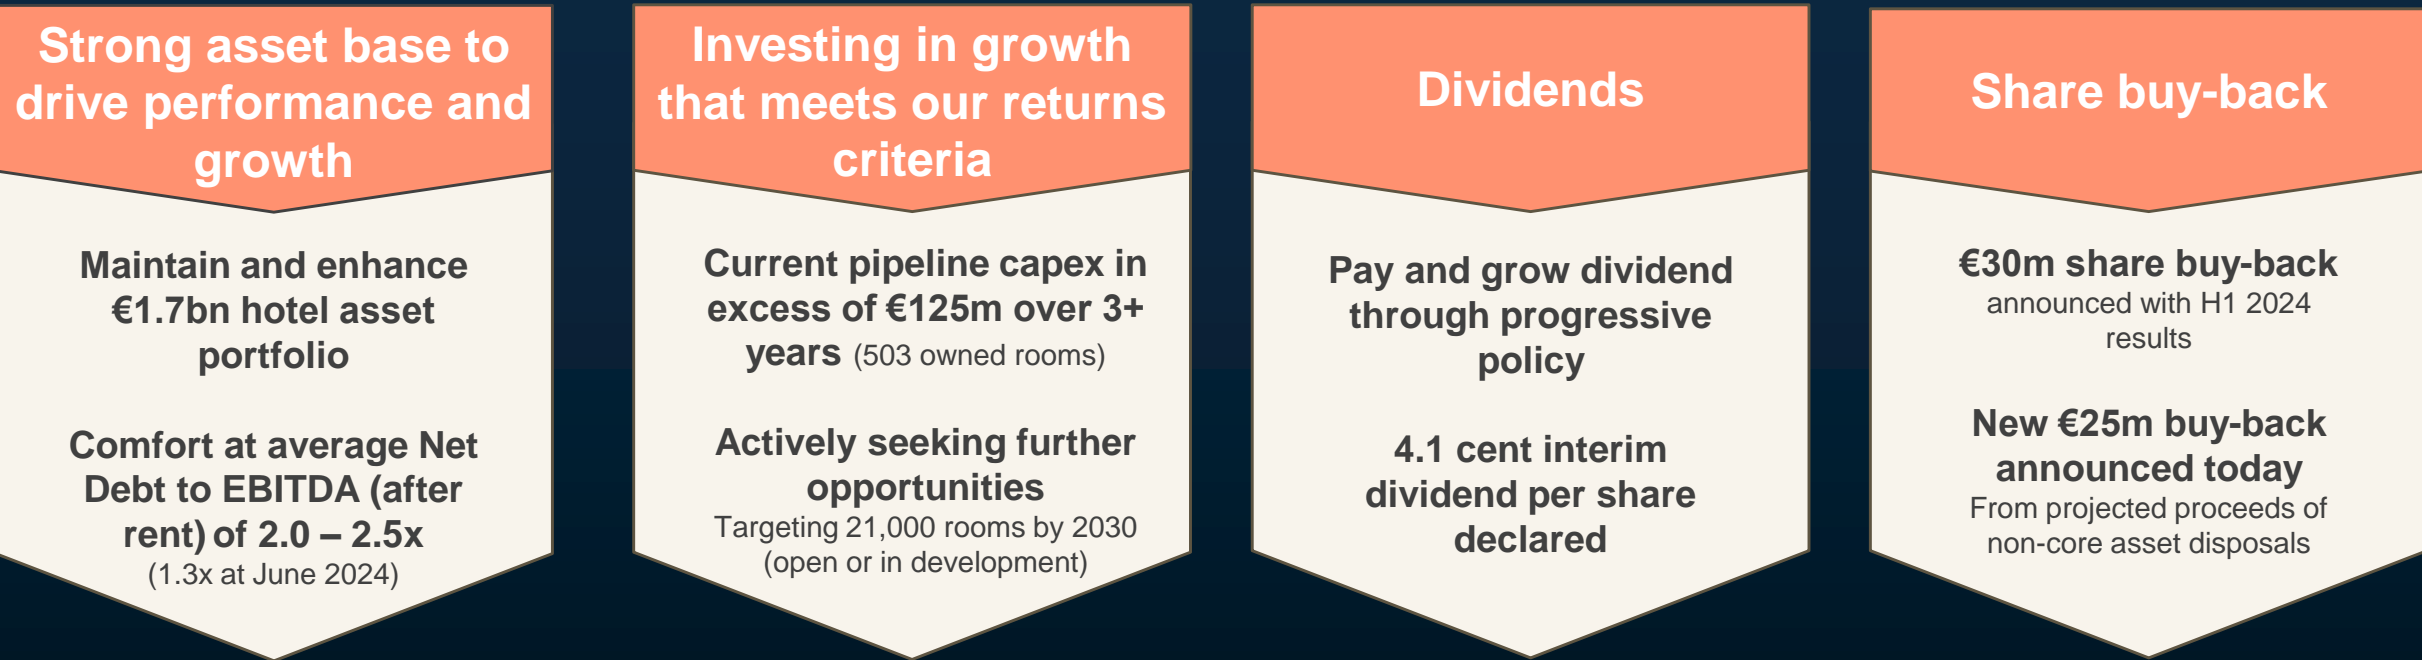 Strong asset base to
drive performance and
growth
Maintain and enhance
€1.7bn hotel asset
portfolio
Comfort at average Net
Debt to EBITDA (after
rent) of 2.0 – 2.5x
(1.3x at June 2024)
Investing in growth
that meets our returns
criteria
Current pipeline capex in
excess of €125m over 3+
years (503 owned rooms)
Actively seeking further
opportunities
Targeting 21,000 rooms by 2030
(open or in development)
Dividends
Pay and grow dividend
through progressive
policy
4.1 cent interim
dividend per share
declared
Share buy-back
€30m share buy-back
announced with H1 2024
results
New €25m buy-back
announced today
From projected proceeds of
non-core asset disposals